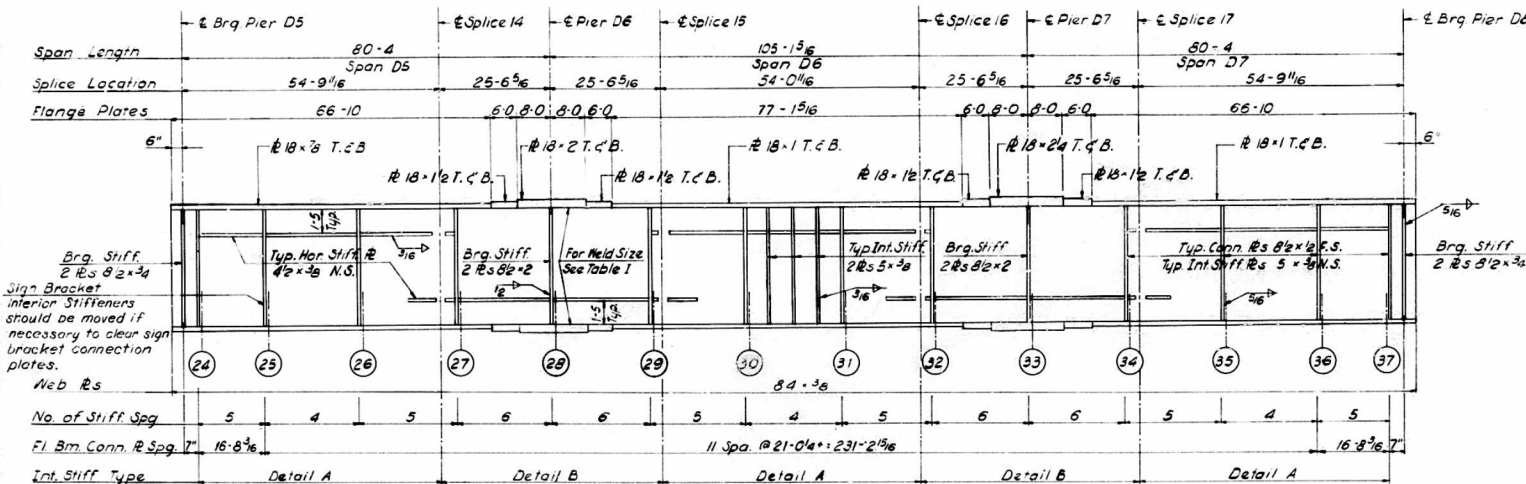 ℄ Brg. Pier D5 ℄ Splice 14 ℄ Pier D6 ℄ Splice 15 ℄ Splice 16 ℄ Pier D7 ℄ Splice 17 ℄ Brg. Pier D8
Span Length 80-4 105-1 5/16 80-4
Span D5 Span D6 Span D7
Splice Location 54-9 11/16 25-6 5/16 25-6 5/16 54-0 11/16 25-6 5/16 25-6 5/16 54-9 11/16
Flange Plates 66-10 6-0 8-0 8-0 6-0 77-1 5/16 6-0 8-0 8-0 6-0 66-10
6" ℞ 18×7/8 T.&B. ℞ 18×2 T.&B. ℞ 18×1 T.&B. ℞ 18×2 1/4 T.&B. ℞ 18×1 T.&B. 6"
℞ 18×1 1/2 T.&B. ℞ 18×1 1/2 T.&B. ℞ 18×1 1/2 T.&B. ℞ 18×1 1/2 T.&B.
1-5 Typ. 5/16
Brg. Stiff. 2 ℞s 8 1/2×3/4
Typ. Hor. Stiff. ℞ 4 1/2 × 3/8 N.S.
3/16
Brg. Stiff. 2 ℞s 8 1/2×2
1/2
For Weld Size See Table I
1-5 Typ.
Typ. Int. Stiff. 2 ℞s 5 × 3/8
3/16
Brg. Stiff. 2 ℞s 8 1/2×2
Typ. Conn. ℞s 8 1/2×1/2 F.S.
Typ. Int. Stiff. ℞s 5 × 3/8 N.S.
5/16
Brg. Stiff 2 ℞s 8 1/2×3/4
Sign Bracket
interior Stiffeners
should be moved if
necessary to clear sign
bracket connection
plates.
24 25 26 27 28 29 30 31 32 33 34 35 36 37
Web ℞s 84 × 3/8
No. of Stiff. Spg. 5 4 5 6 6 5 4 5 6 6 5 4 5
Fl. Bm. Conn. ℞ Spg. 7" 16-8 3/16 11 Spa. @ 21-0 1/4+ = 231-2 15/16 16-8 3/16 7"
Int. Stiff Type Detail A Detail B Detail A Detail B Detail A